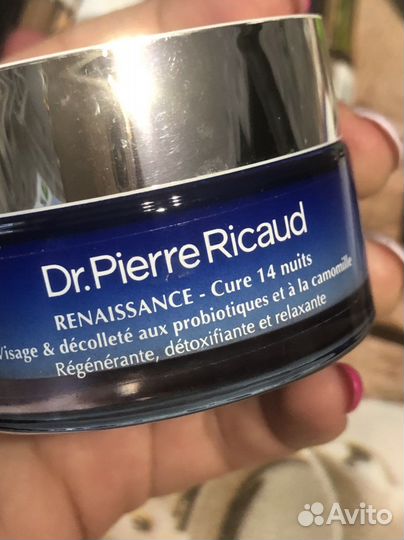 Dr.Pierre Ricaud
RENAISSANCE - Cure 14 nuits
Visage & décolleté aux probiotiques et à la camomille
Régénérante, détoxifiante et relaxante
Avito